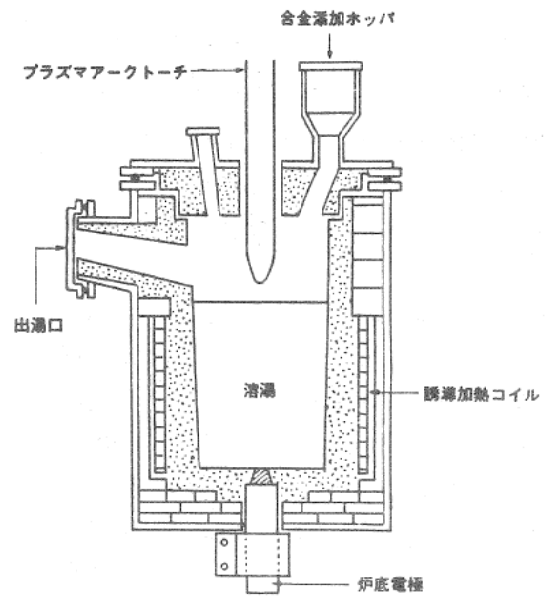 合金添加ホッパ
プラズマアークトーチ
出湯口
溶湯
誘導加熱コイル
炉底電極